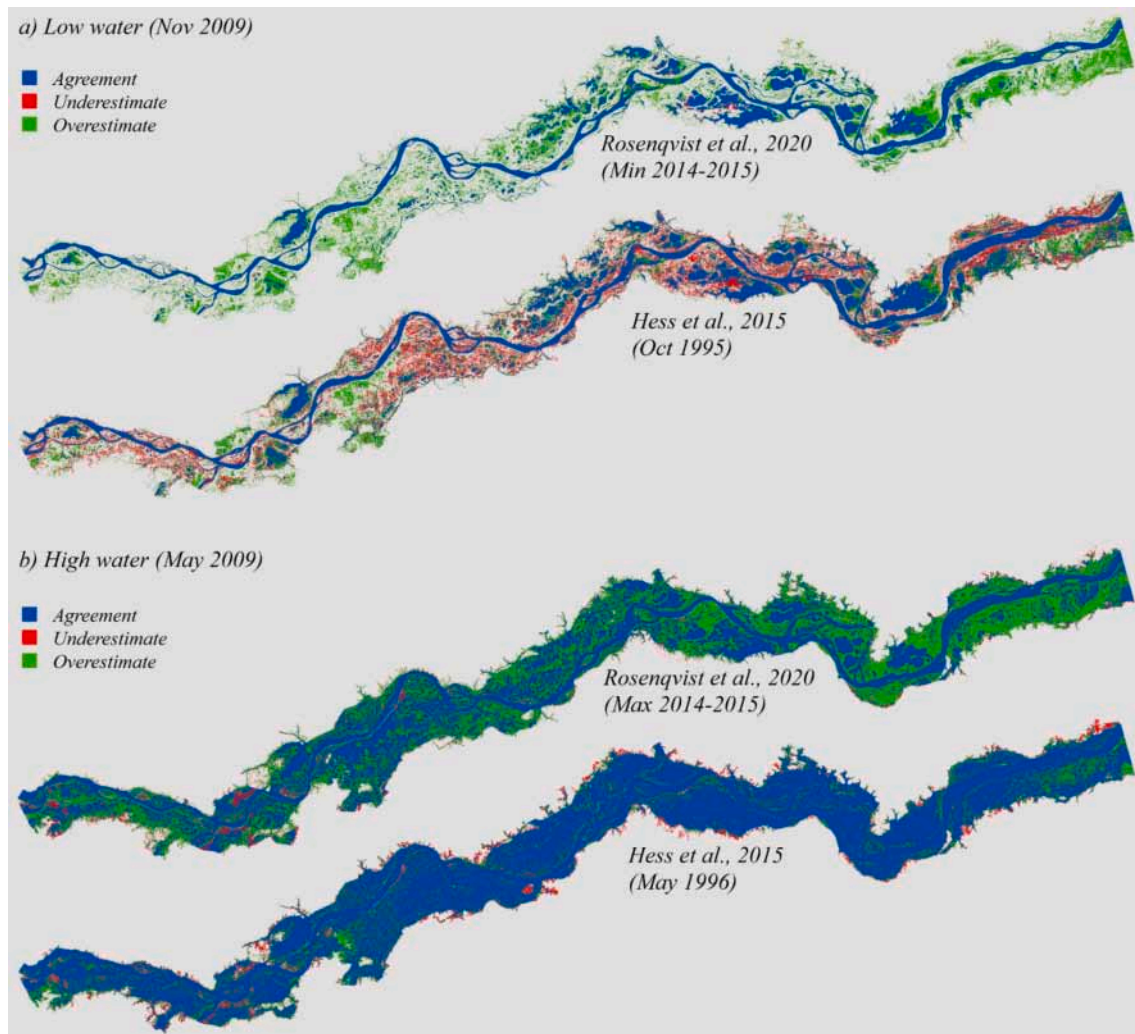 a) Low water (Nov 2009)
Agreement
Underestimate
Overestimate
Rosenqvist et al., 2020
(Min 2014-2015)
Hess et al., 2015
(Oct 1995)
b) High water (May 2009)
Agreement
Underestimate
Overestimate
Rosenqvist et al., 2020
(Max 2014-2015)
Hess et al., 2015
(May 1996)